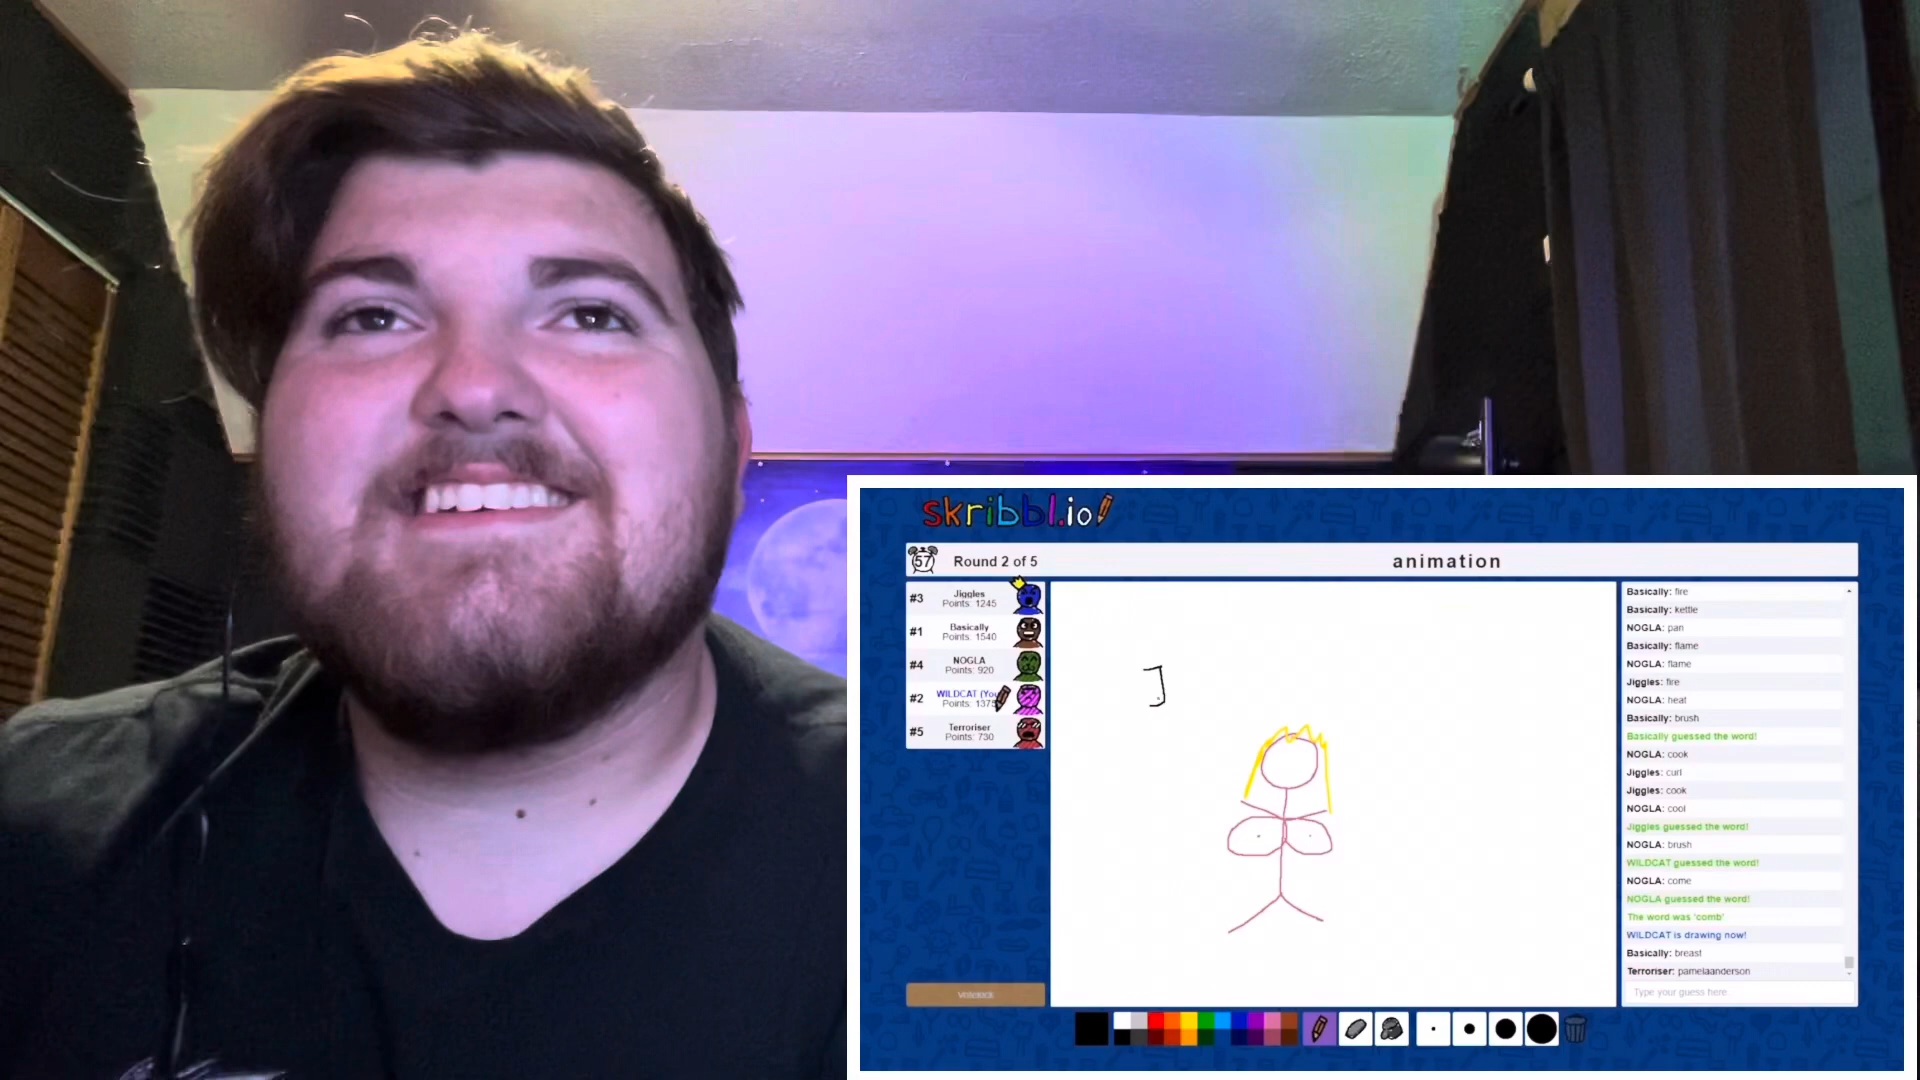 skribbl.io
57
Round 2 of 5
animation
#3
Jiggles
Points: 1245
#1
Basically
Points: 1540
#4
NOGLA
Points: 920
#2
WILDCAT (You
Points: 1375
#5
Terroriser
Points: 730
Votekick
J
Basically: fire
Basically: kettle
NOGLA: pan
Basically: flame
NOGLA: flame
Jiggles: fire
NOGLA: heat
Basically: brush
Basically guessed the word!
NOGLA: cook
Jiggles: curl
Jiggles: cook
NOGLA: cool
Jiggles guessed the word!
NOGLA: brush
WILDCAT guessed the word!
NOGLA: come
NOGLA guessed the word!
The word was 'comb'
WILDCAT is drawing now!
Basically: breast
Terroriser: pamelaanderson
Type your guess here...